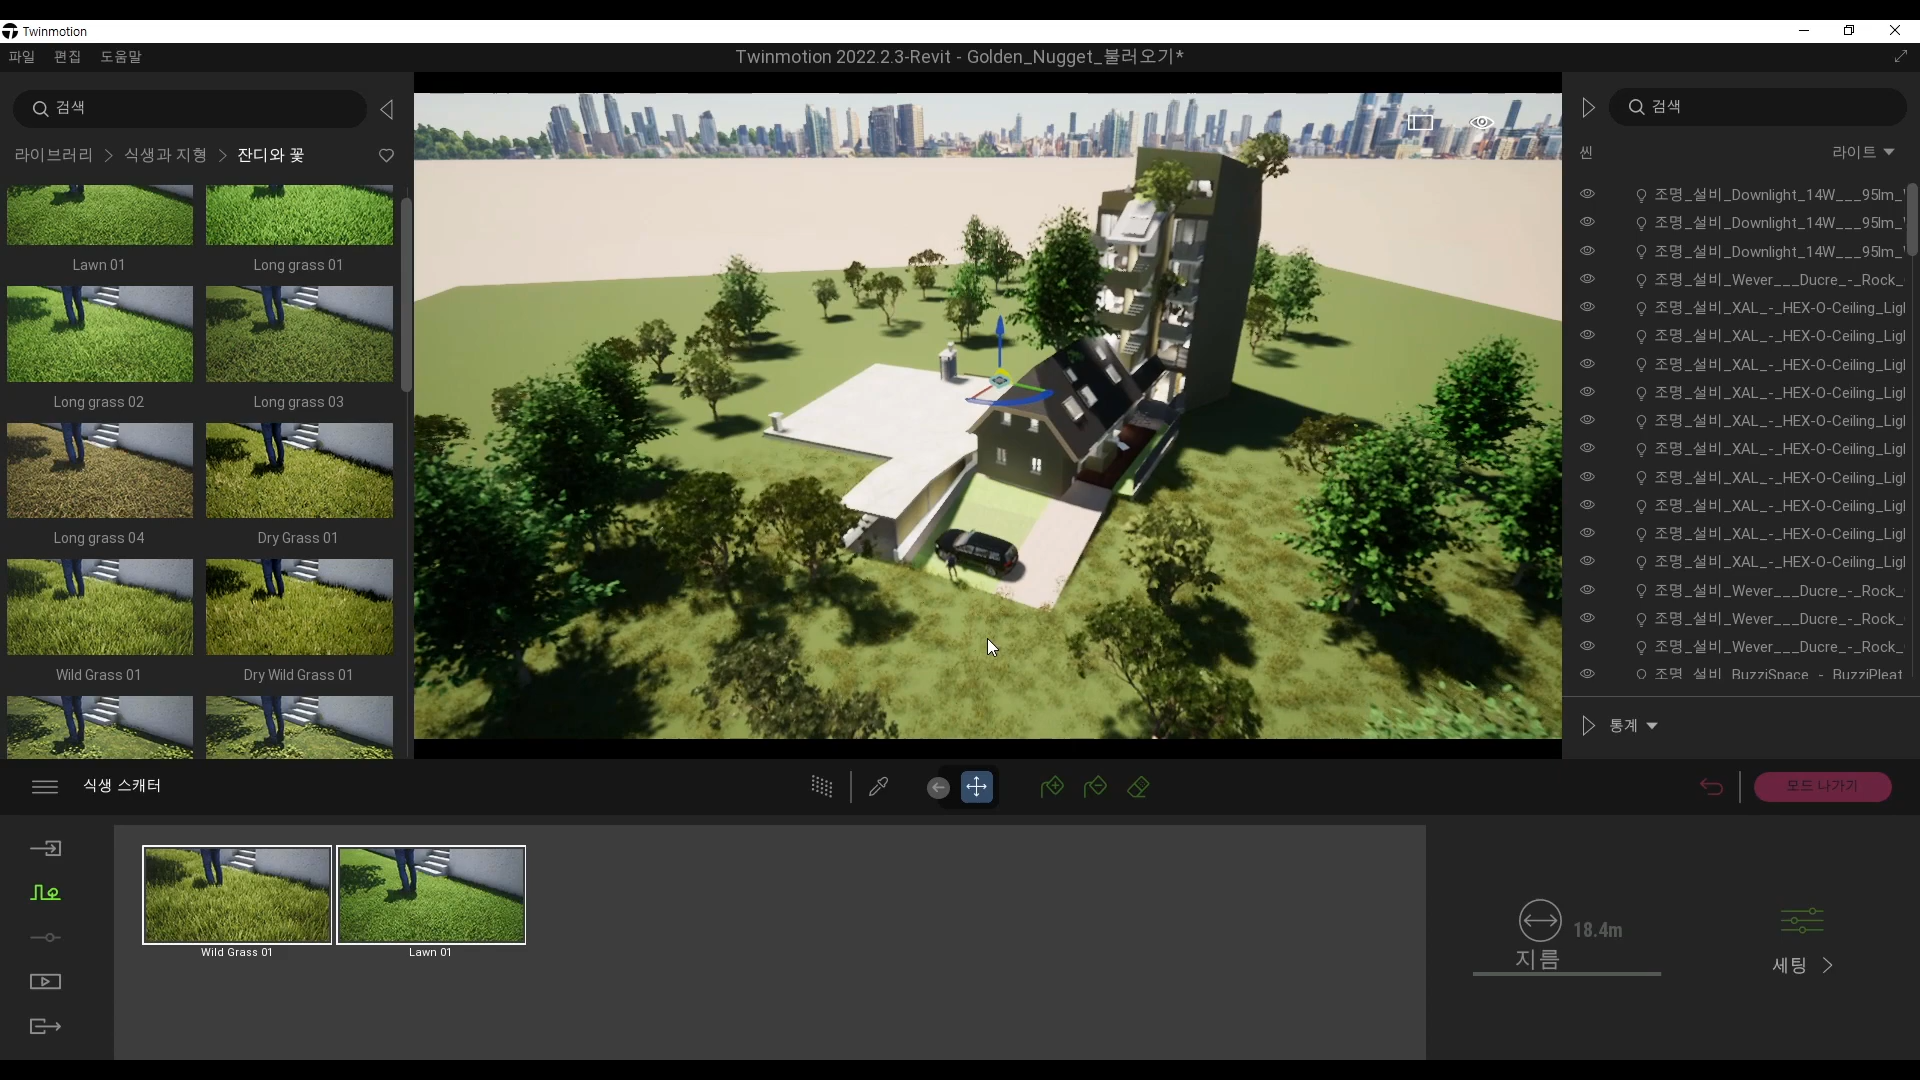 Twinmotion
파일 편집 도움말
Twinmotion 2022.2.3-Revit - Golden_Nugget_불러오기*
검색
라이브러리 > 식생과 지형 > 잔디와 꽃
Lawn 01
Long grass 01
Long grass 02
Long grass 03
Long grass 04
Dry Grass 01
Wild Grass 01
Dry Wild Grass 01
검색
씬
라이트
조명_설비_Downlight_14W___95lm_
조명_설비_Downlight_14W___95lm_
조명_설비_Downlight_14W___95lm_
조명_설비_Wever___Ducre_-_Rock_
조명_설비_XAL_-_HEX-O-Ceiling_Ligl
조명_설비_XAL_-_HEX-O-Ceiling_Ligl
조명_설비_XAL_-_HEX-O-Ceiling_Ligl
조명_설비_XAL_-_HEX-O-Ceiling_Ligl
조명_설비_XAL_-_HEX-O-Ceiling_Ligl
조명_설비_XAL_-_HEX-O-Ceiling_Ligl
조명_설비_XAL_-_HEX-O-Ceiling_Ligl
조명_설비_XAL_-_HEX-O-Ceiling_Ligl
조명_설비_XAL_-_HEX-O-Ceiling_Ligl
조명_설비_XAL_-_HEX-O-Ceiling_Ligl
조명_설비_Wever___Ducre_-_Rock_
조명_설비_Wever___Ducre_-_Rock_
조명_설비_Wever___Ducre_-_Rock_
조명_설비_BuzziSpace_-_BuzziPleat
통계
식생 스캐터
모드 나가기
Wild Grass 01
Lawn 01
18.4m
지름
세팅